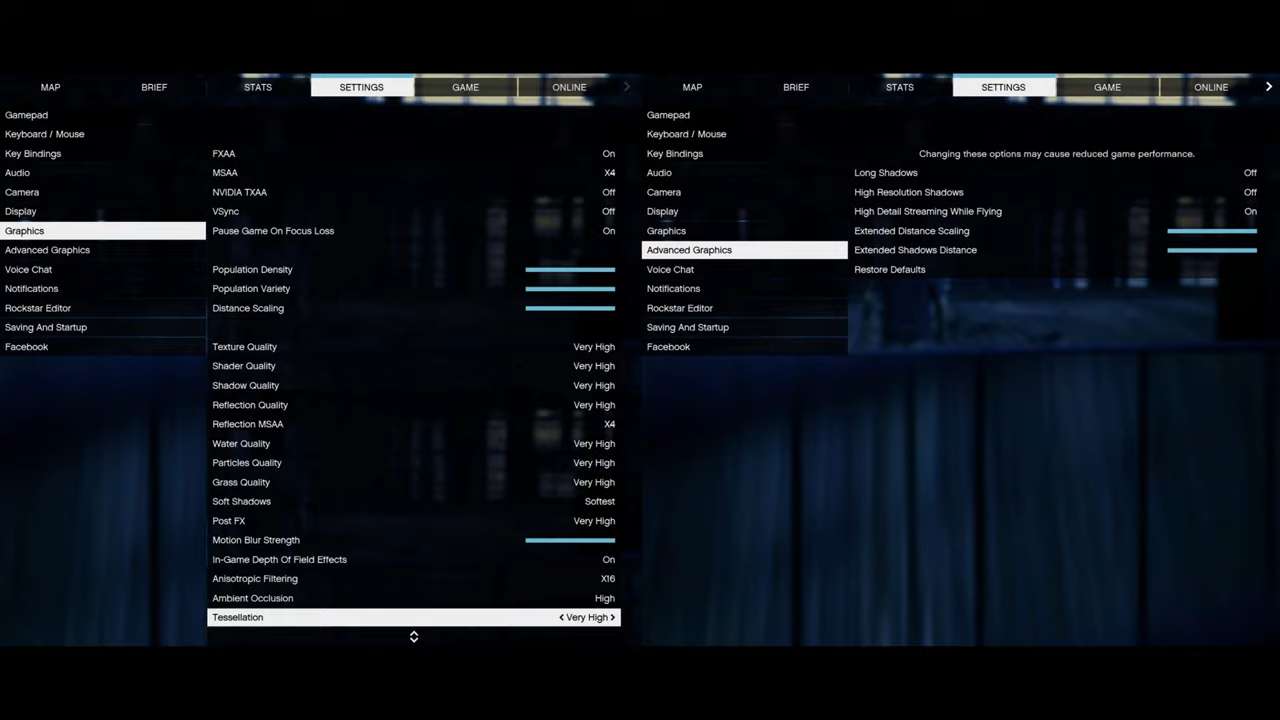 MAP BRIEF STATS SETTINGS GAME ONLINE
Gamepad
Keyboard / Mouse
Key Bindings
Audio
Camera
Display
Graphics
Advanced Graphics
Voice Chat
Notifications
Rockstar Editor
Saving And Startup
Facebook
FXAA On
MSAA X4
NVIDIA TXAA Off
VSync Off
Pause Game On Focus Loss On
Population Density
Population Variety
Distance Scaling
Texture Quality Very High
Shader Quality Very High
Shadow Quality Very High
Reflection Quality Very High
Reflection MSAA X4
Water Quality Very High
Particles Quality Very High
Grass Quality Very High
Soft Shadows Softest
Post FX Very High
Motion Blur Strength
In-Game Depth Of Field Effects On
Anisotropic Filtering X16
Ambient Occlusion High
Tessellation Very High
MAP BRIEF STATS SETTINGS GAME ONLINE
Gamepad
Keyboard / Mouse
Key Bindings
Audio
Camera
Display
Graphics
Advanced Graphics
Voice Chat
Notifications
Rockstar Editor
Saving And Startup
Facebook
Changing these options may cause reduced game performance.
Long Shadows Off
High Resolution Shadows Off
High Detail Streaming While Flying On
Extended Distance Scaling
Extended Shadows Distance
Restore Defaults